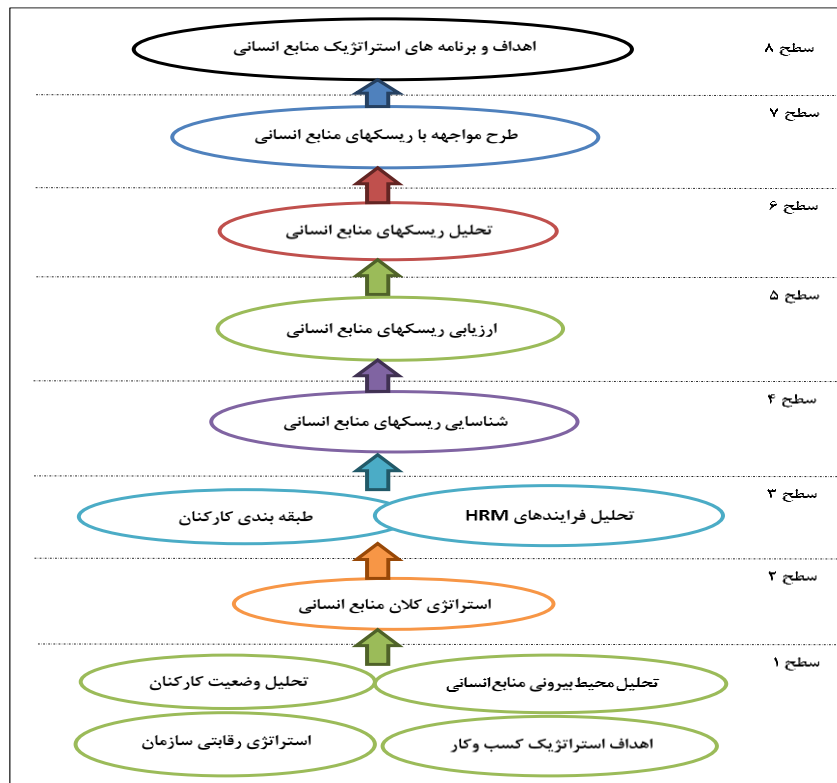 سطح ۸
اهداف و برنامه های استراتژیک منابع انسانی
سطح ۷
طرح مواجهه با ریسکهای منابع انسانی
سطح ۶
تحلیل ریسکهای منابع انسانی
سطح ۵
ارزیابی ریسکهای منابع انسانی
سطح ۴
شناسایی ریسکهای منابع انسانی
سطح ۳
تحلیل فرایندهای HRM
طبقه بندی کارکنان
سطح ۲
استراتژی کلان منابع انسانی
سطح ۱
تحلیل محیط بیرونی منابع انسانی
تحلیل وضعیت کارکنان
اهداف استراتژیک کسب وکار
استراتژی رقابتی سازمان